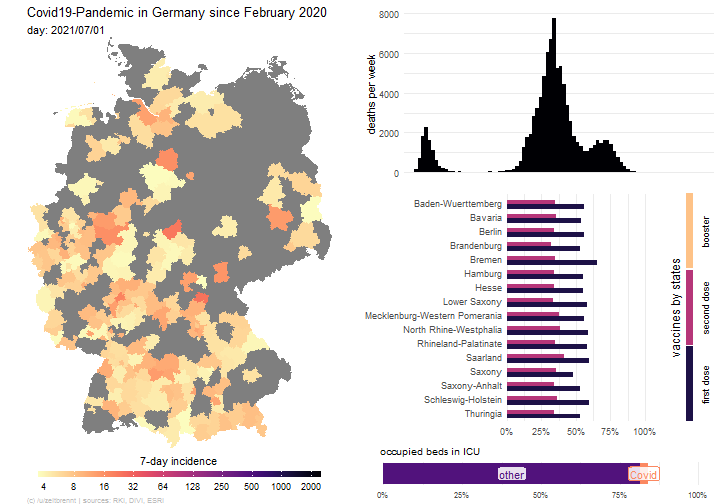 Covid19-Pandemic in Germany since February 2020
day: 2021/07/01
7-day incidence
4 8 16 32 64 120 250 500 1000 2000
(c) /u/zeitbrennt | sources: RKI, DIVI, ESRI
deaths per week
8000
6000
4000
2000
0
Baden-Wuerttemberg
Bavaria
Berlin
Brandenburg
Bremen
Hamburg
Hesse
Lower Saxony
Mecklenburg-Western Pomerania
North Rhine-Westphalia
Rhineland-Palatinate
Saarland
Saxony
Saxony-Anhalt
Schleswig-Holstein
Thuringia
0% 25% 50% 75% 100%
vaccines by states
booster
second dose
first dose
occupied beds in ICU
other
Covid
0% 25% 50% 75% 100%